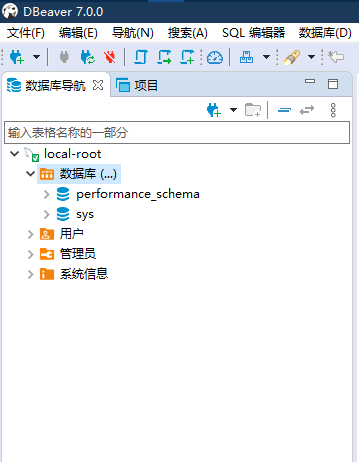 DBeaver 7.0.0
文件(F) 编辑(E) 导航(N) 搜索(A) SQL 编辑器 数据库(D)
数据库导航 项目
输入表格名称的一部分
local-root
数据库 (...)
performance_schema
sys
用户
管理员
系统信息